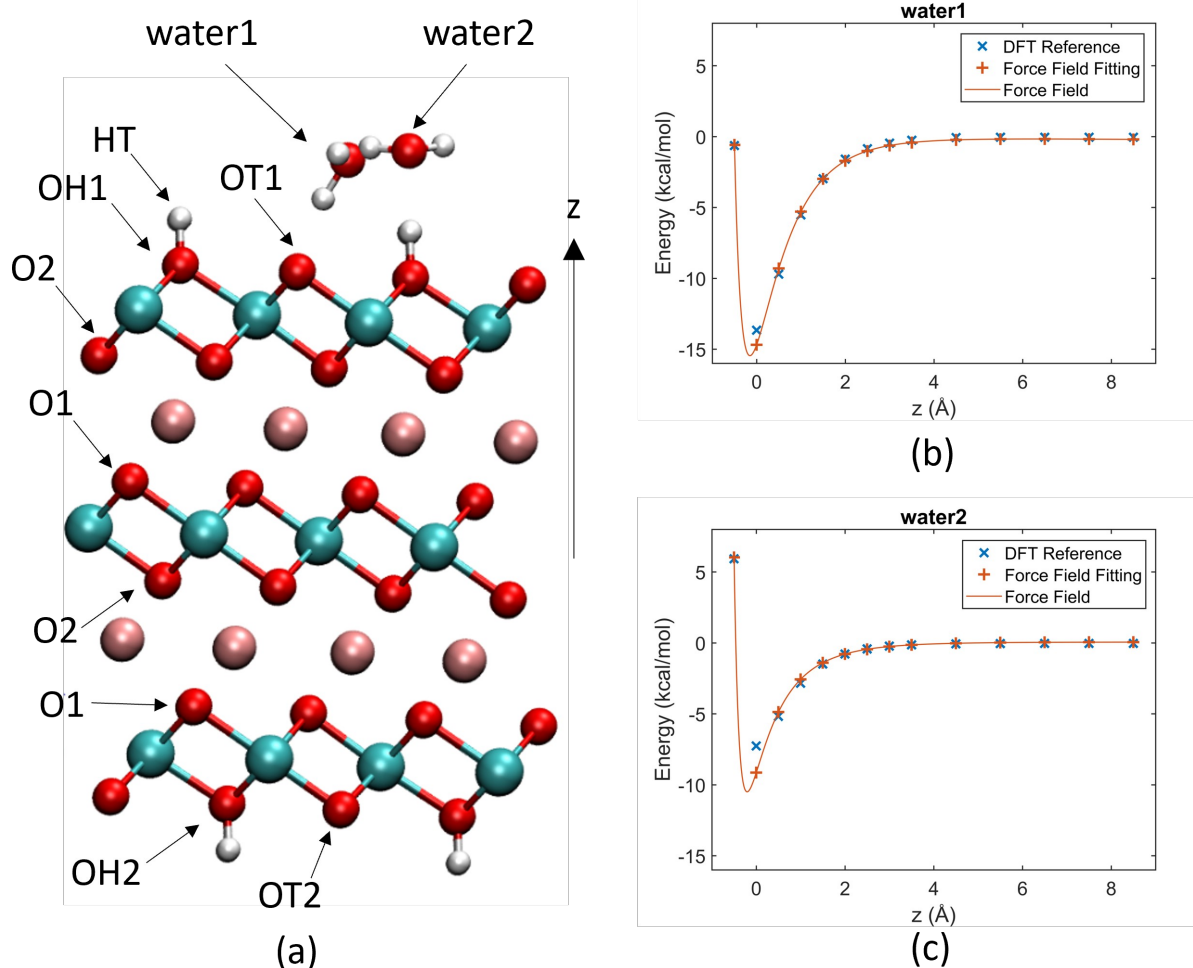 water1
water2
HT
OH1
OT1
z
O2
O1
O2
O1
OH2
OT2
(a)
water1
DFT Reference
Force Field Fitting
Force Field
Energy (kcal/mol)
5
0
-5
-10
-15
0
2
4
6
8
z (Å)
(b)
water2
DFT Reference
Force Field Fitting
Force Field
Energy (kcal/mol)
5
0
-5
-10
-15
0
2
4
6
8
z (Å)
(c)